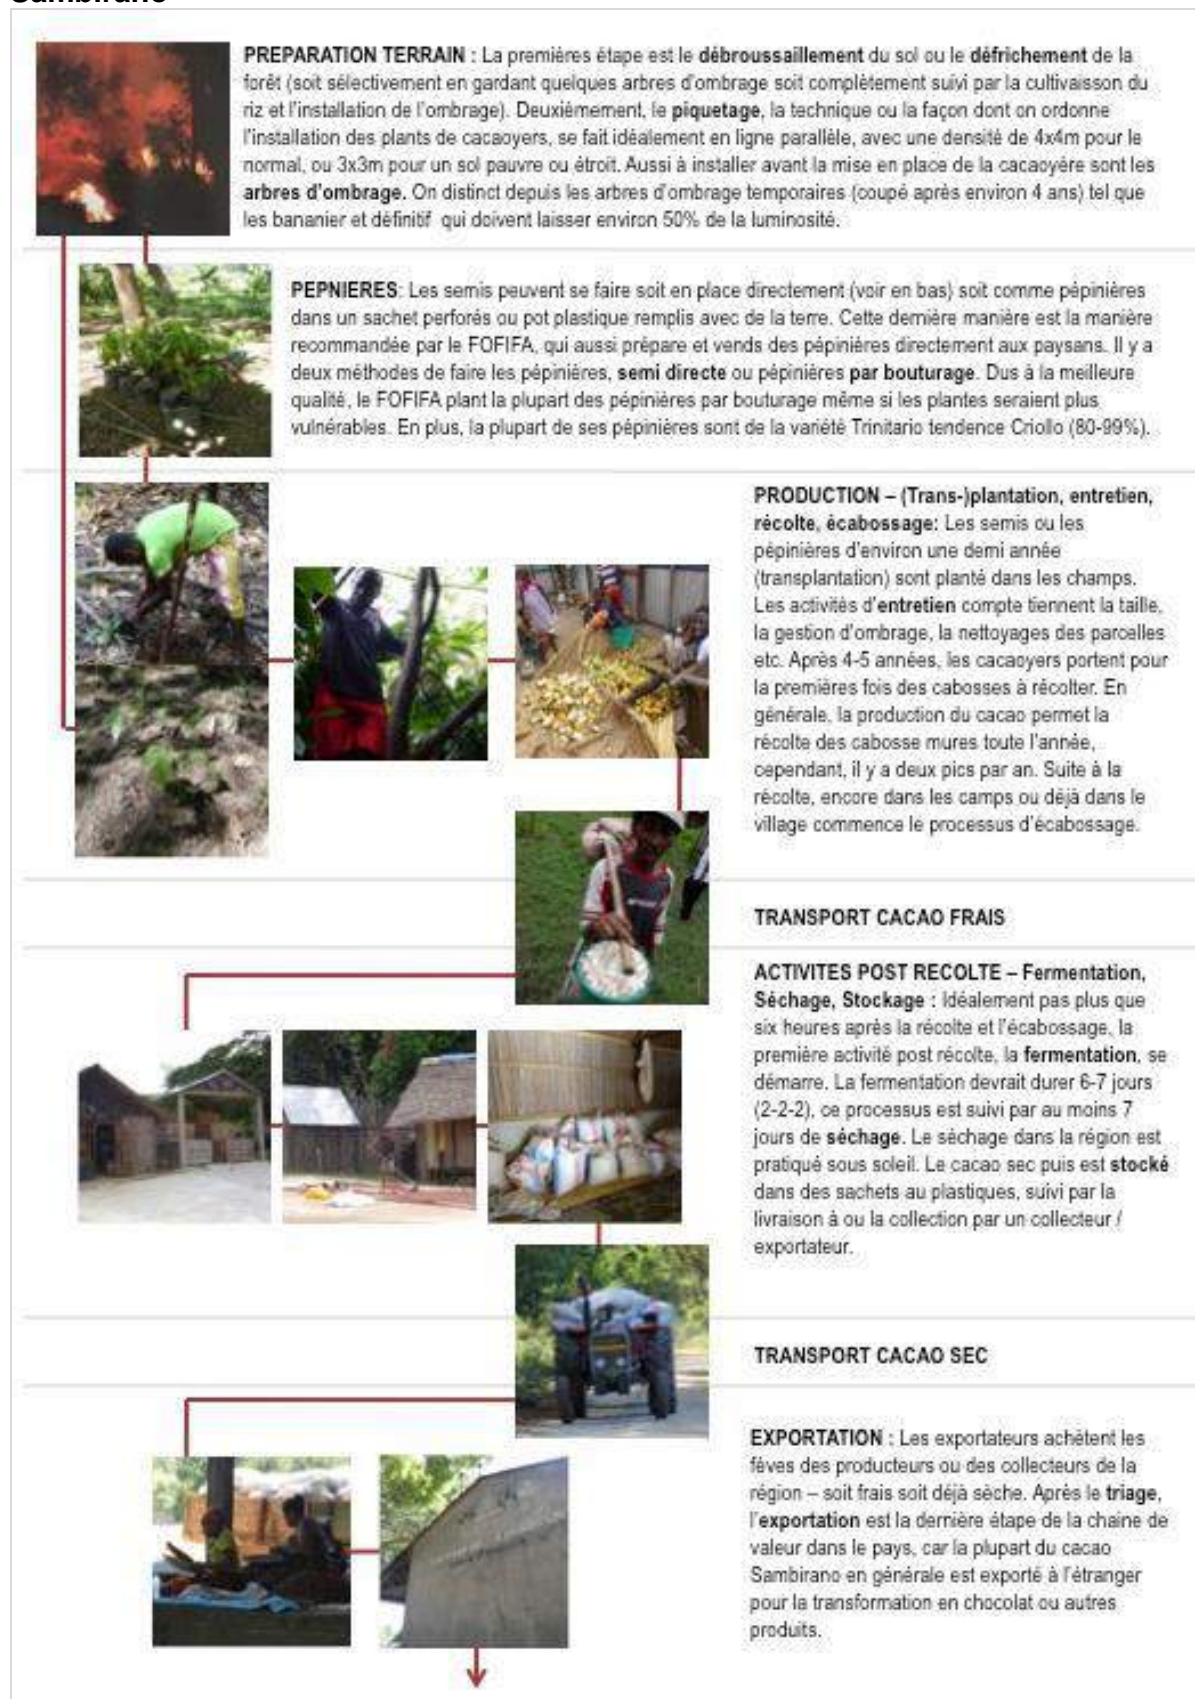 Sambirano
PREPARATION TERRAIN : La premières étape est le débroussaillement du sol ou le défrichement de la
forêt (soit sélectivement en gardant quelques arbres d'ombrage soit complètement suivi par la cultivaisson du
riz et l'installation de l'ombrage). Deuxièmement, le piquetage, la technique ou la façon dont on ordonne
l'installation des plants de cacaoyers, se fait idéalement en ligne parallèle, avec une densité de 4x4m pour le
normal, ou 3x3m pour un sol pauvre ou étroit. Aussi à installer avant la mise en place de la cacaoyère sont les
arbres d'ombrage. On distinct depuis les arbres d'ombrage temporaires (coupé après environ 4 ans) tel que
les bananier et définitif qui doivent laisser environ 50% de la luminosité.
PEPNIERES: Les semis peuvent se faire soit en place directement (voir en bas) soit comme pépinières
dans un sachet perforés ou pot plastique remplis avec de la terre. Cette dernière manière est la manière
recommandée par le FOFIFA, qui aussi prépare et vends des pépinières directement aux paysans. Il y a
deux méthodes de faire les pépinières, semi directe ou pépinières par bouturage. Dus à la meilleure
qualité, le FOFIFA plant la plupart des pépinières par bouturage même si les plantes seraient plus
vulnérables. En plus, la plupart de ses pépinières sont de la variété Trinitario tendence Criollo (80-99%).
PRODUCTION – (Trans-)plantation, entretien,
récolte, écabossage: Les semis ou les
pépinières d'environ une demi année
(transplantation) sont planté dans les champs.
Les activités d'entretien compte tiennent la taille,
la gestion d'ombrage, la nettoyages des parcelles
etc. Après 4-5 années, les cacaoyers portent pour
la premières fois des cabosses à récolter. En
générale, la production du cacao permet la
récolte des cabosse mures toute l'année,
cependant, il y a deux pics par an. Suite à la
récolte, encore dans les camps ou déjà dans le
village commence le processus d'écabossage.
TRANSPORT CACAO FRAIS
ACTIVITES POST RECOLTE – Fermentation,
Séchage, Stockage : Idéalement pas plus que
six heures après la récolte et l'écabossage, la
première activité post récolte, la fermentation, se
démarre. La fermentation devrait durer 6-7 jours
(2-2-2), ce processus est suivi par au moins 7
jours de séchage. Le séchage dans la région est
pratiqué sous soleil. Le cacao sec puis est stocké
dans des sachets au plastiques, suivi par la
livraison à ou la collection par un collecteur /
exportateur.
TRANSPORT CACAO SEC
EXPORTATION : Les exportateurs achètent les
fèves des producteurs ou des collecteurs de la
région – soit frais soit déjà sèche. Après le triage,
l'exportation est la dernière étape de la chaine de
valeur dans le pays, car la plupart du cacao
Sambirano en générale est exporté à l'étranger
pour la transformation en chocolat ou autres
produits.